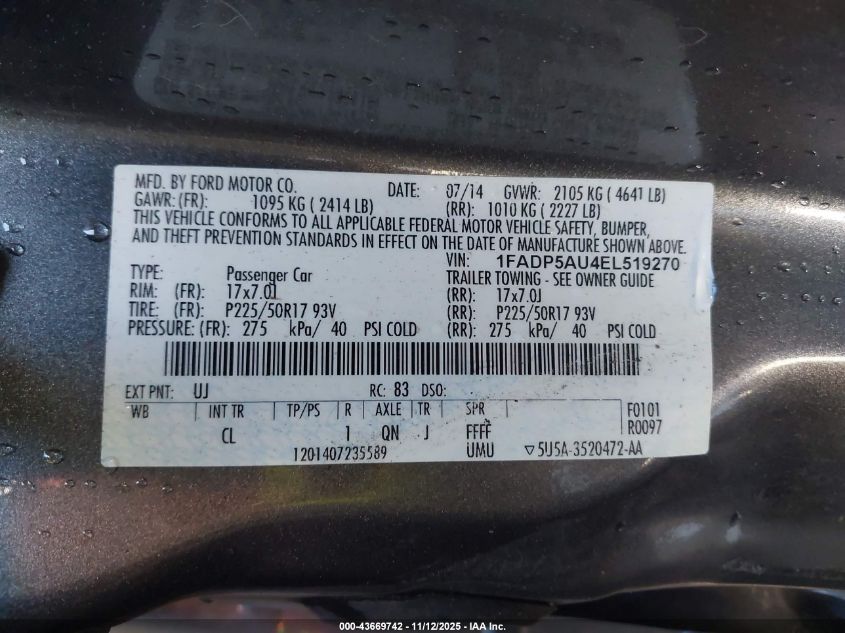 MFD. BY FORD MOTOR CO. DATE: 07/14 GVWR: 2105 KG ( 4641 LB)
GAWR: (FR): 1095 KG ( 2414 LB) (RR): 1010 KG ( 2227 LB)
THIS VEHICLE CONFORMS TO ALL APPLICABLE FEDERAL MOTOR VEHICLE SAFETY, BUMPER,
AND THEFT PREVENTION STANDARDS IN EFFECT ON THE DATE OF MANUFACTURE SHOWN ABOVE.
VIN: 1FADP5AU4EL519270
TYPE: Passenger Car TRAILER TOWING - SEE OWNER GUIDE
RIM: (FR): 17x7.0J (RR): 17x7.0J
TIRE: (FR): P225/50R17 93V (RR): P225/50R17 93V
PRESSURE: (FR): 275 kPa/ 40 PSI COLD (RR): 275 kPa/ 40 PSI COLD
EXT PNT: UJ RC: 83 DSO:
WB INT TR TP/PS R AXLE TR SPR F0101
CL 1 QN J FFFF R0097
1201407235589 UMU ▽5U5A-3520472-AA
000-43669742 - 11/12/2025 - IAA Inc.